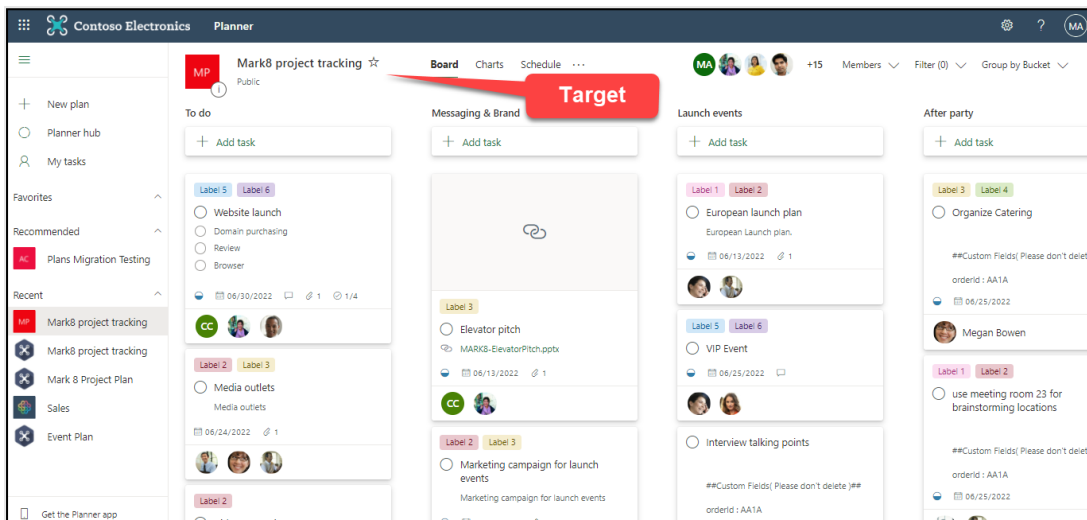 Contoso Electronics
Planner
?
MA
New plan
Planner hub
My tasks
Favorites
Recommended
AC
Plans Migration Testing
Recent
MP
Mark8 project tracking
Mark8 project tracking
Mark 8 Project Plan
Sales
Event Plan
Get the Planner app
MP
Mark8 project tracking
Public
Board
Charts
Schedule
...
MA
+15
Members
Filter (0)
Group by Bucket
Target
To do
+ Add task
Label 5
Label 6
Website launch
Domain purchasing
Review
Browser
06/30/2022
1
1/4
CC
Label 2
Label 3
Media outlets
Media outlets
06/24/2022
1
Label 2
Messaging & Brand
+ Add task
Label 3
Elevator pitch
MARK8-ElevatorPitch.pptx
06/13/2022
1
CC
Label 2
Label 3
Marketing campaign for launch
events
Marketing campaign for launch events
Launch events
+ Add task
Label 1
Label 2
European launch plan
European Launch plan.
06/13/2022
1
Label 5
Label 6
VIP Event
06/25/2022
Interview talking points
##Custom Fields( Please don't delete )##
orderId : AA1A
After party
+ Add task
Label 3
Label 4
Organize Catering
##Custom Fields( Please don't delet
orderId : AA1A
06/25/2022
Megan Bowen
Label 1
Label 2
use meeting room 23 for
brainstorming locations
##Custom Fields( Please don't delet
orderId : AA1A
06/25/2022